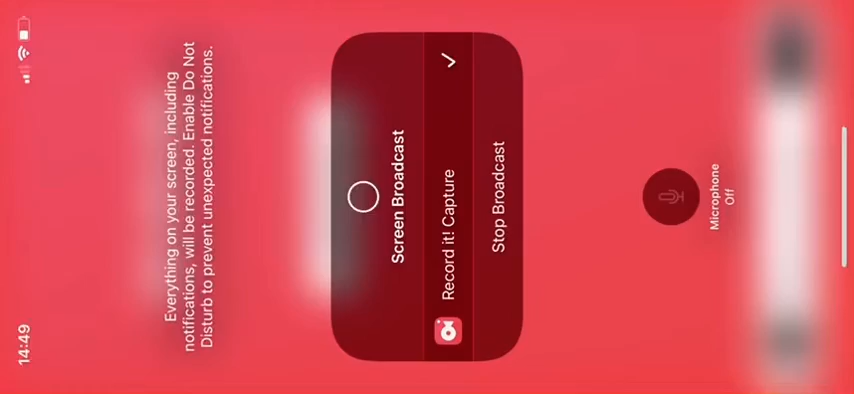 14:49
Everything on your screen, including
notifications, will be recorded. Enable Do Not
Disturb to prevent unexpected notifications.
Screen Broadcast
Record it! Capture
Stop Broadcast
Microphone
Off